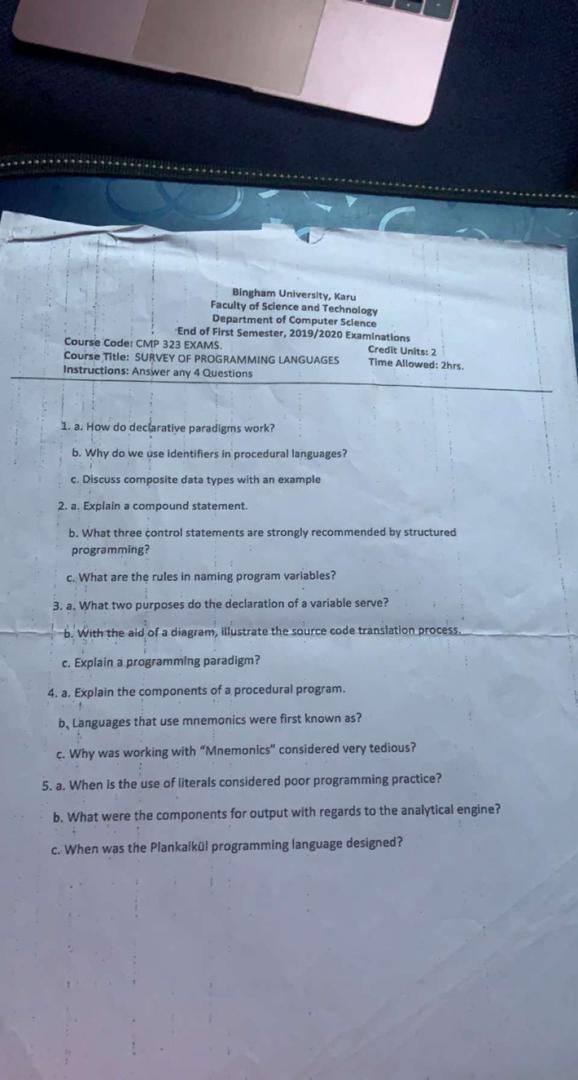 Bingham University, Karu
Faculty of Science and Technology
Department of Computer Science
End of First Semester, 2019/2020 Examinations
Course Code: CMP 323 EXAMS.
Credit Units: 2
Course Title: SURVEY OF PROGRAMMING LANGUAGES
Time Allowed: 2hrs.
Instructions: Answer any 4 Questions
1. a. How do declarative paradigms work?
b. Why do we use identifiers in procedural languages?
c. Discuss composite data types with an example
2. a. Explain a compound statement.
b. What three control statements are strongly recommended by structured
programming?
c. What are the rules in naming program variables?
3. a. What two purposes do the declaration of a variable serve?
b. With the aid of a diagram, illustrate the source code translation process.
c. Explain a programming paradigm?
4. a. Explain the components of a procedural program.
b, Languages that use mnemonics were first known as?
c. Why was working with “Mnemonics” considered very tedious?
5. a. When is the use of literals considered poor programming practice?
b. What were the components for output with regards to the analytical engine?
c. When was the Plankalkül programming language designed?